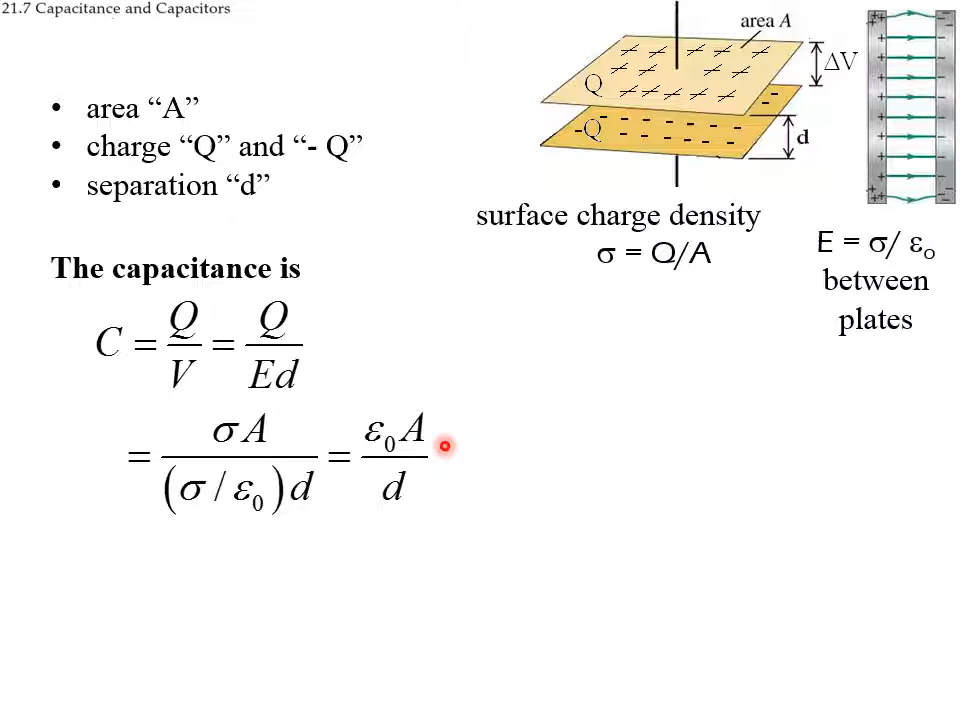 21.7 Capacitance and Capacitors
area A
ΔV
Q
-Q
d
• area “A”
• charge “Q” and “- Q”
• separation “d”
surface charge density
σ = Q/A
E = σ/ ε₀
between
plates
The capacitance is
C = Q/V = Q/Ed
= σA/(σ/ε₀)d = ε₀A/d